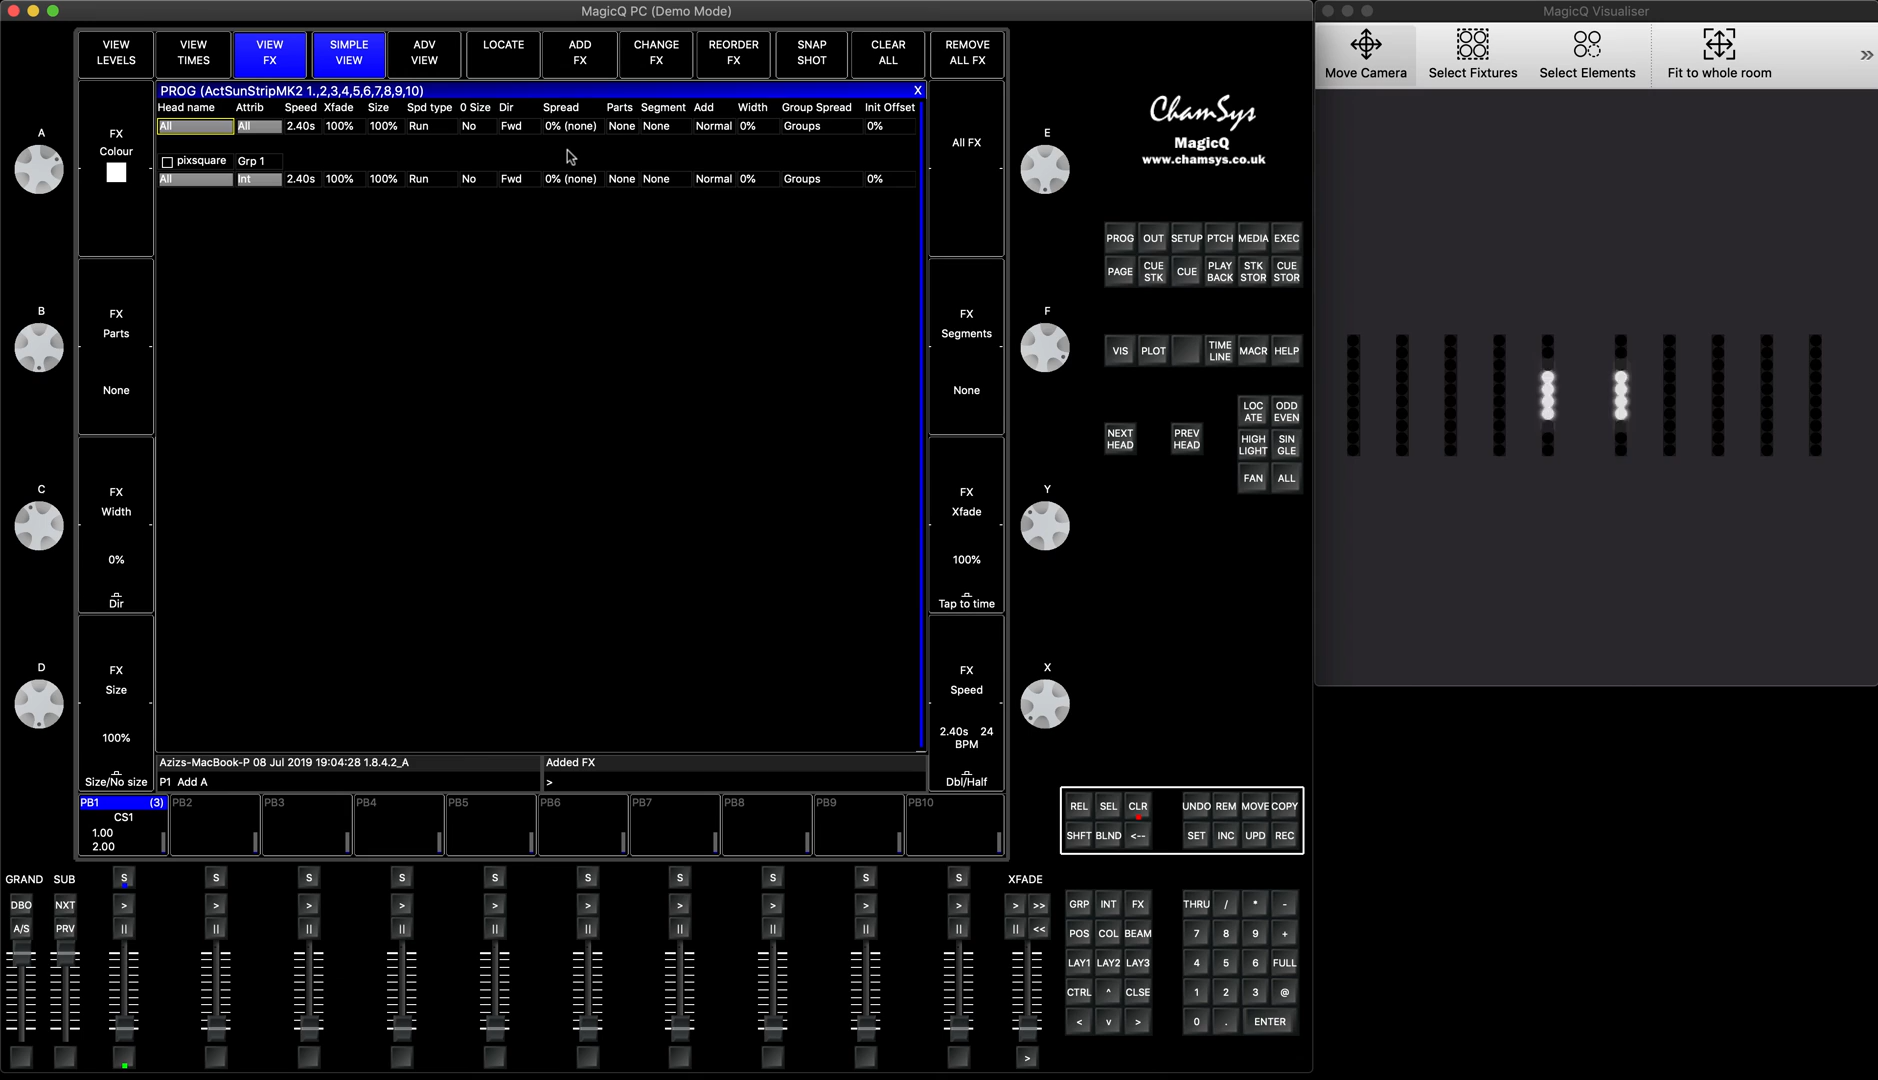 MagicQ PC (Demo Mode)
MagicQ Visualiser
VIEW LEVELS
VIEW TIMES
VIEW FX
SIMPLE VIEW
ADV VIEW
LOCATE
ADD FX
CHANGE FX
REORDER FX
SNAP SHOT
CLEAR ALL
REMOVE ALL FX
Move Camera
Select Fixtures
Select Elements
Fit to whole room
»
PROG (ActSunStripMK2 1.,2,3,4,5,6,7,8,9,10) X
Head name Attrib Speed Xfade Size Spd type 0 Size Dir Spread Parts Segment Add Width Group Spread Init Offset
All All 2.40s 100% 100% Run No Fwd 0% (none) None None Normal 0% Groups 0%
pixsquare Grp 1
All Int 2.40s 100% 100% Run No Fwd 0% (none) None None Normal 0% Groups 0%
A
FX
Colour
B
FX
Parts
None
C
FX
Width
0%
Dir
D
FX
Size
100%
Size/No size
All FX
E
FX
Segments
None
F
FX
Xfade
100%
Tap to time
Y
FX
Speed
2.40s 24
BPM
Dbl/Half
X
ChamSys
MagicQ
www.chamsys.co.uk
PROG OUT SETUP PTCH MEDIA EXEC
PAGE CUE STK CUE PLAY BACK STK STOR CUE STOR
VIS PLOT TIME LINE MACR HELP
NEXT HEAD PREV HEAD
LOC ATE ODD EVEN
HIGH LIGHT SIN GLE
FAN ALL
Azizs-MacBook-P 08 Jul 2019 19:04:28 1.8.4.2_A
Added FX
P1 Add A
>
PB1 (3) PB2 PB3 PB4 PB5 PB6 PB7 PB8 PB9 PB10
CS1
1.00
2.00
REL SEL CLR UNDO REM MOVE COPY
SHFT BLND <-- SET INC UPD REC
GRAND SUB S S S S S S S S S S XFADE
DBO NXT > > > > > > > > > > > >>
A/S PRV || || || || || || || || || || || <<
>
GRP INT FX THRU / * -
POS COL BEAM 7 8 9 +
LAY1 LAY2 LAY3 4 5 6 FULL
CTRL ^ CLSE 1 2 3 @
< v > 0 . ENTER